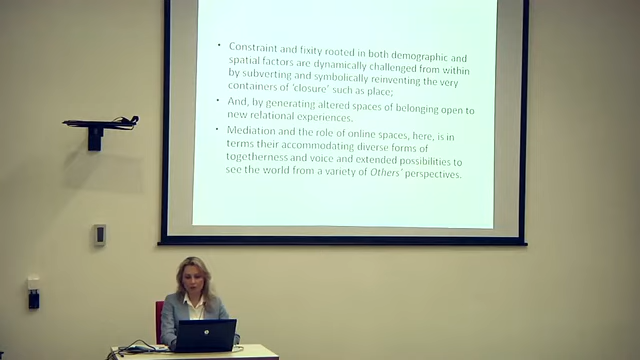 • Constraint and fixity rooted in both demographic and
spatial factors are dynamically challenged from within
by subverting and symbolically reinventing the very
containers of 'closure' such as place;
• And, by generating altered spaces of belonging open to
new relational experiences.
• Mediation and the role of online spaces, here, is in
terms their accommodating diverse forms of
togetherness and voice and extended possibilities to
see the world from a variety of Others' perspectives.